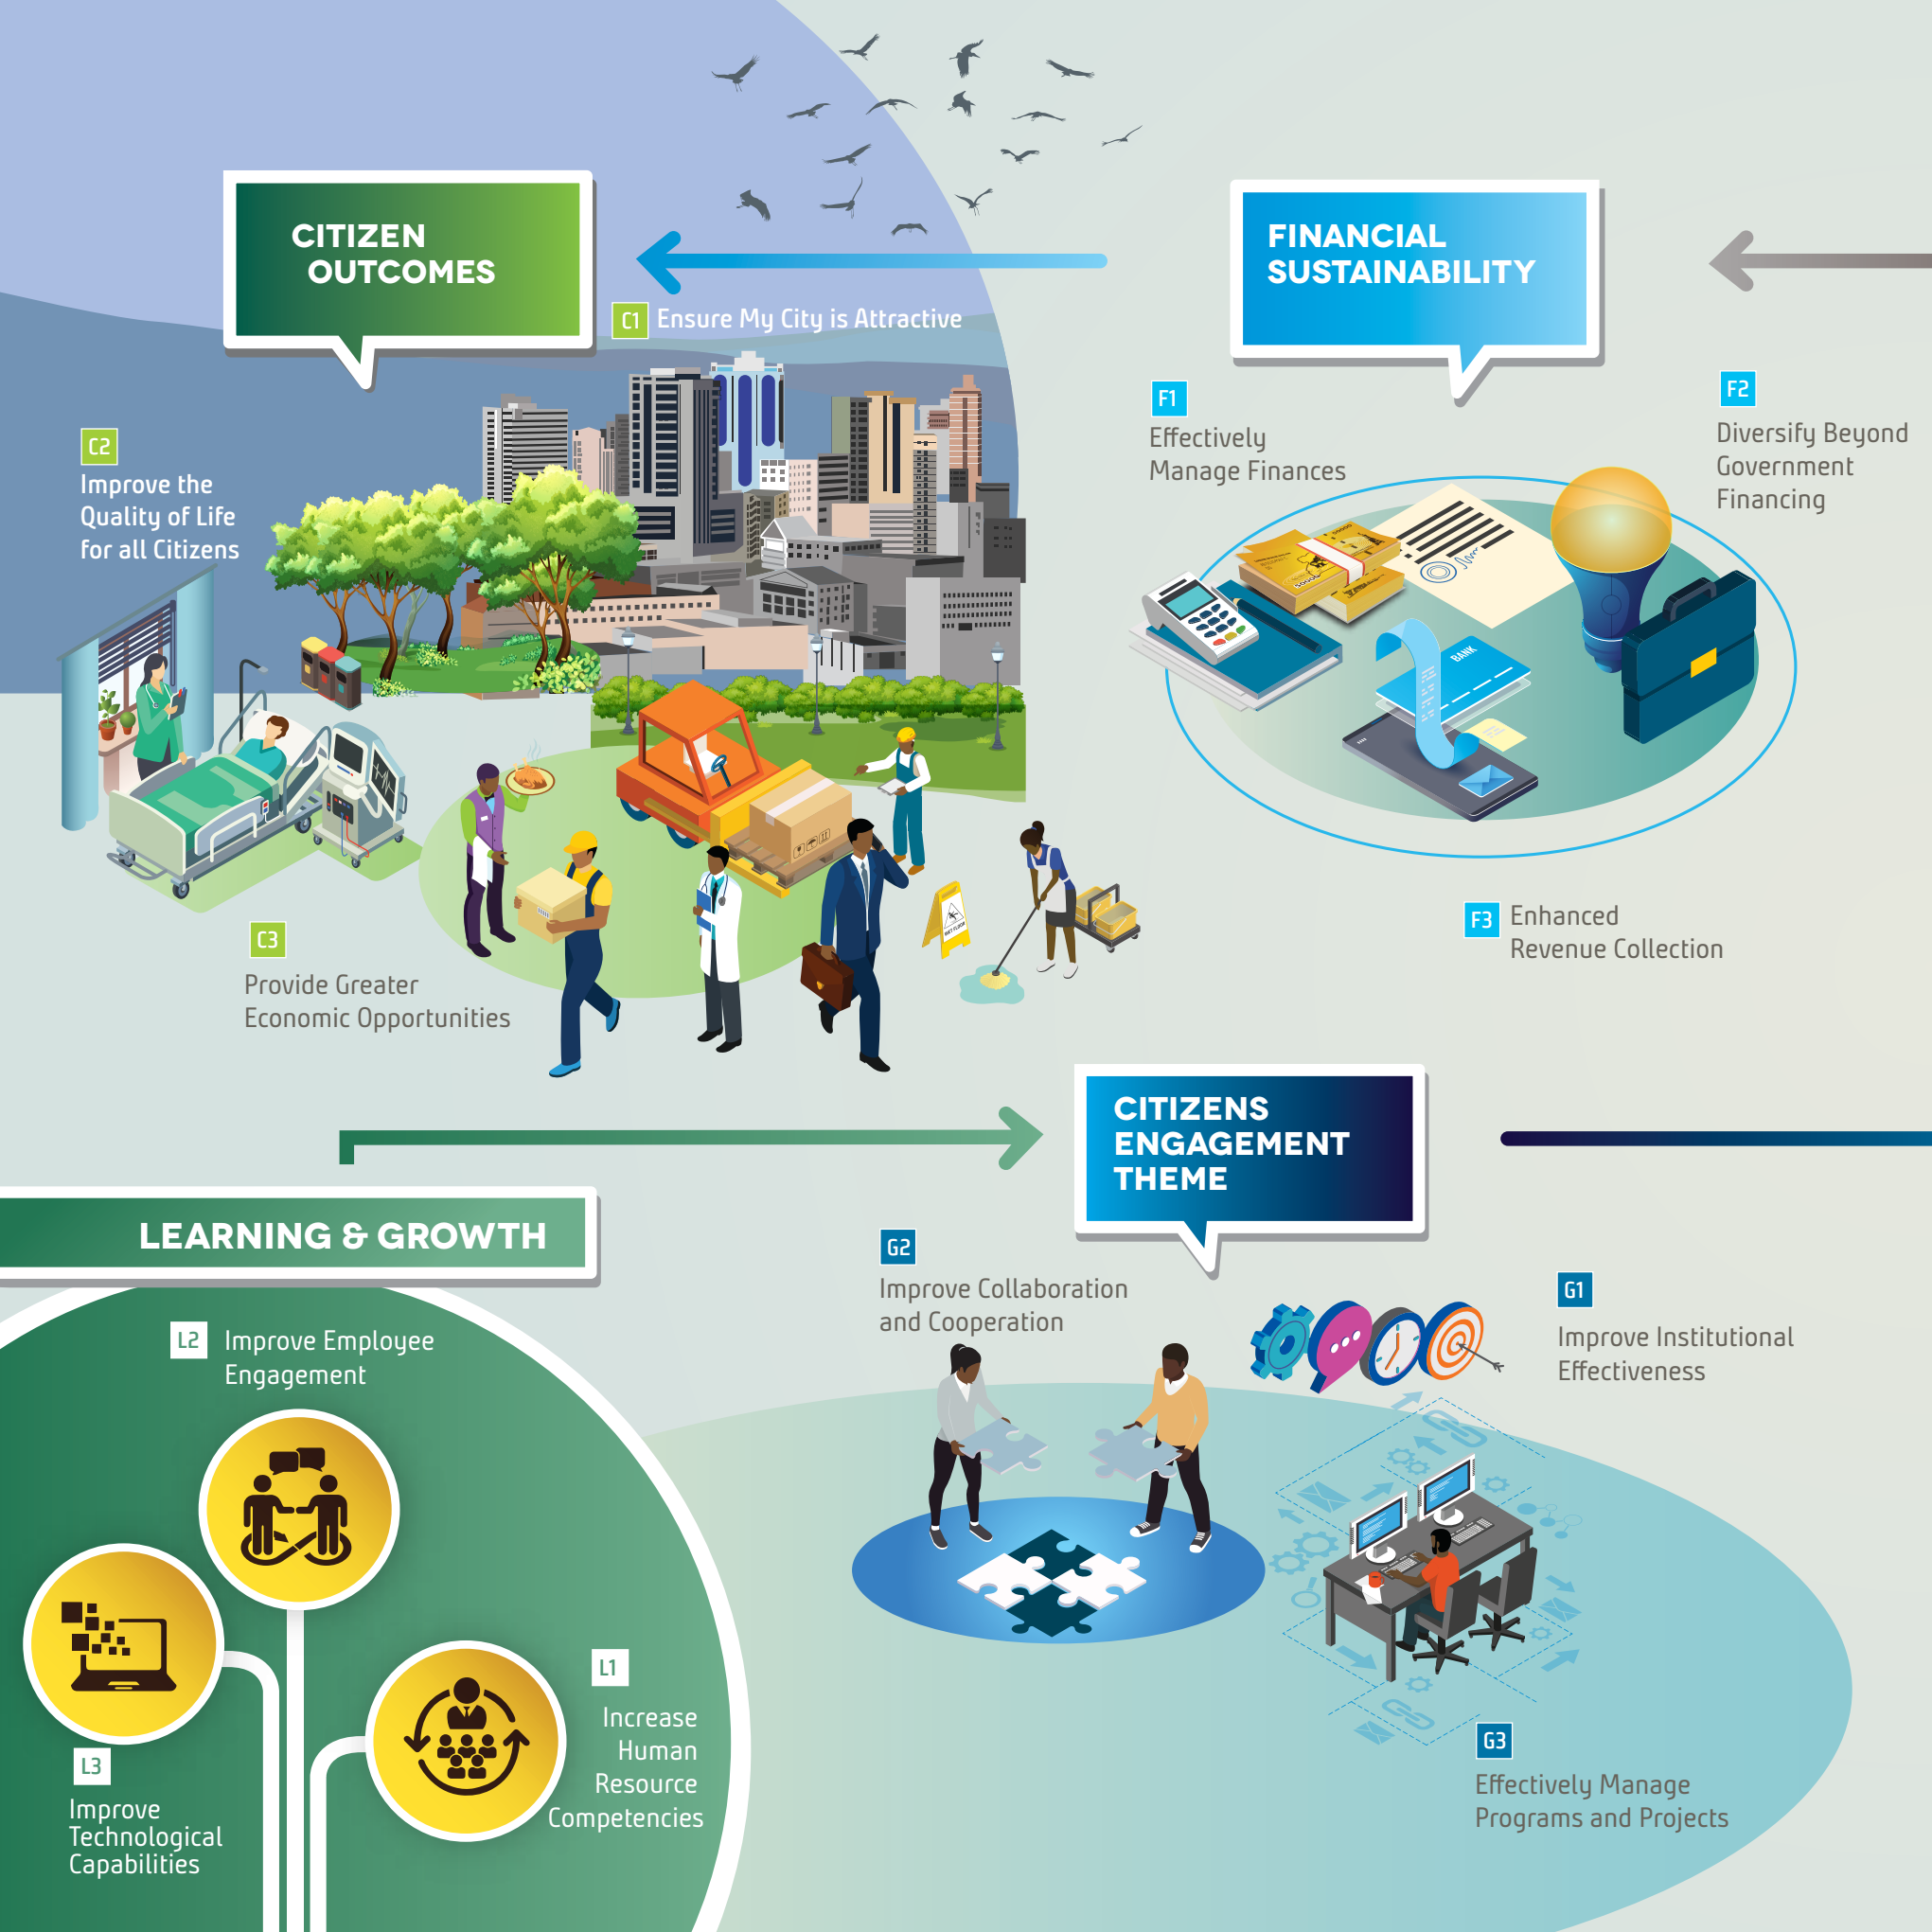 CITIZEN
OUTCOMES
C1 Ensure My City is Attractive
C2
Improve the
Quality of Life
for all Citizens
C3
Provide Greater
Economic Opportunities
WET FLOOR
FINANCIAL
SUSTAINABILITY
F1
Effectively
Manage Finances
F2
Diversify Beyond
Government
Financing
BANK
F3 Enhanced
Revenue Collection
CITIZENS
ENGAGEMENT
THEME
G2
Improve Collaboration
and Cooperation
G1
Improve Institutional
Effectiveness
G3
Effectively Manage
Programs and Projects
LEARNING & GROWTH
L2 Improve Employee
Engagement
L1
Increase
Human
Resource
Competencies
L3
Improve
Technological
Capabilities